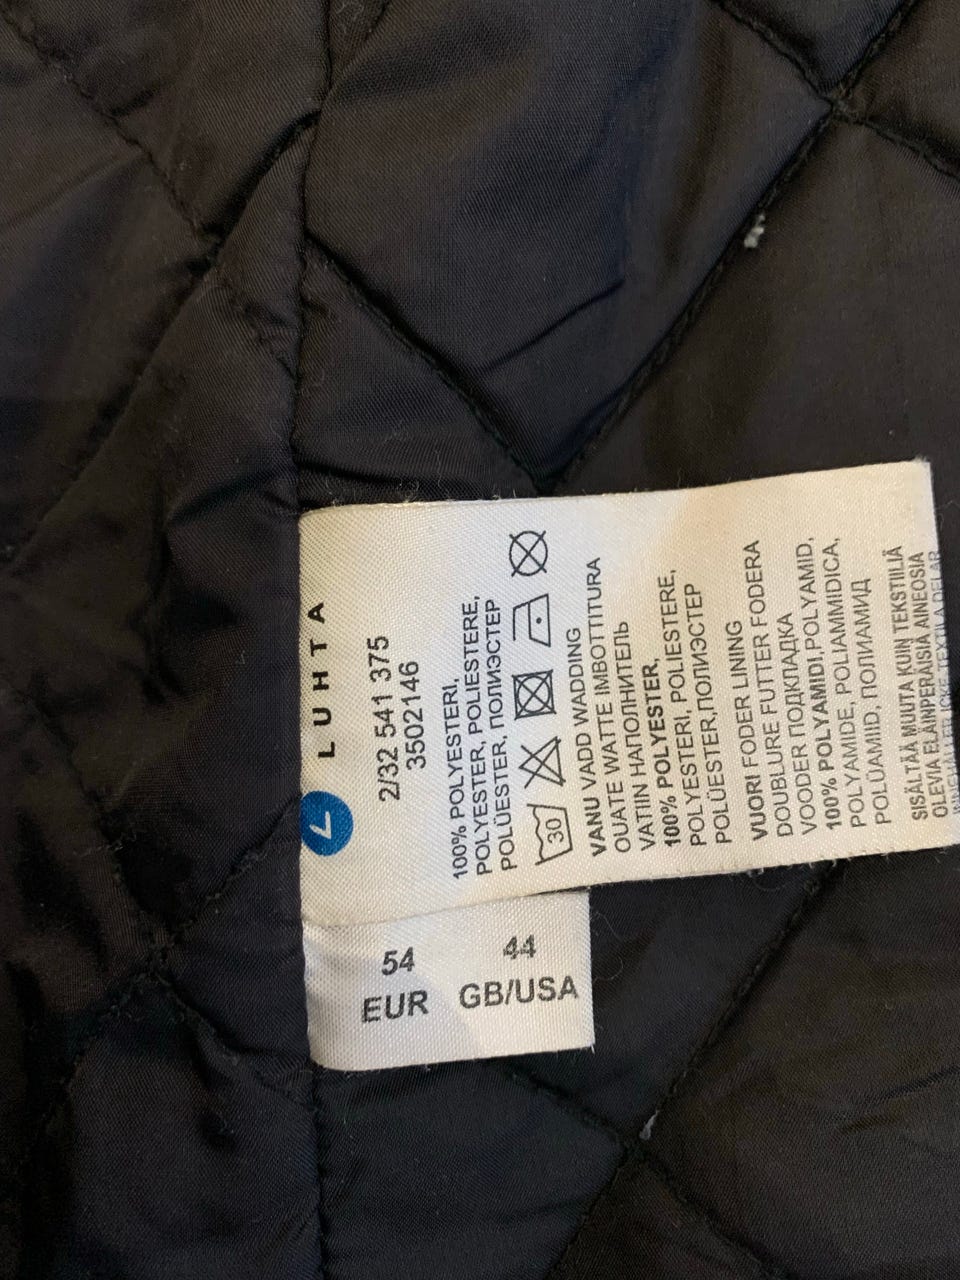 L
LUHTA
2/32 541 375
3502146
100% POLYESTERI,
POLYESTER, POLIESTERE,
POLÜESTER, ПОЛИЭСТЕР
30
VANU VADD WADDING
OUATE WATTE IMBOTTITURA
VATIIN НАПОЛНИТЕЛЬ
100% POLYESTER,
POLYESTERI, POLIESTERE,
POLÜESTER,ПОЛИЭСТЕР
VUORI FODER LINING
DOUBLURE FUTTER FODERA
VOODER ПОДКЛАДКА
100% POLYAMIDI,POLYAMID,
POLYAMIDE, POLIAMMIDICA,
POLÜAMIID, ПОЛИАМИД
SISÄLTÄÄ MUUTA KUIN TEKSTIILIÄ
OLEVIA ELÄINPERÄISIÄ AINEOSIA
54 44
EUR GB/USA